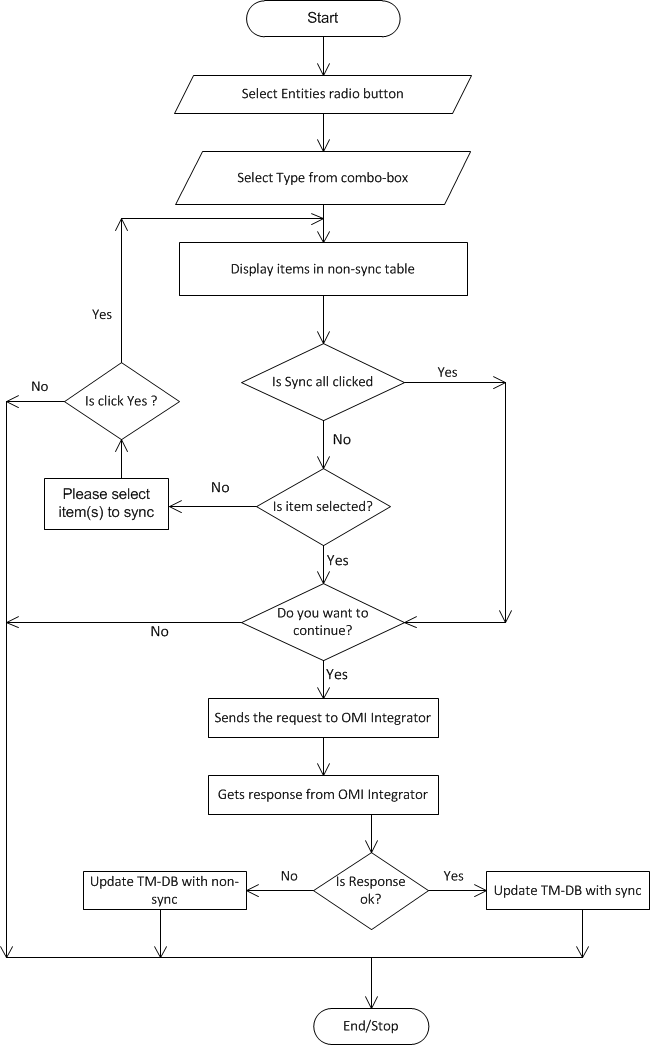 Start
Select Entities radio button
Select Type from combo-box
Display items in non-sync table
Yes
Is Sync all clicked
Yes
No
Is click Yes ?
No
Please select
item(s) to sync
No
Is item selected?
Yes
Do you want to
continue?
No
Yes
Sends the request to OMI Integrator
Gets response from OMI Integrator
Update TM-DB with non-
sync
No
Is Response
ok?
Yes
Update TM-DB with sync
End/Stop